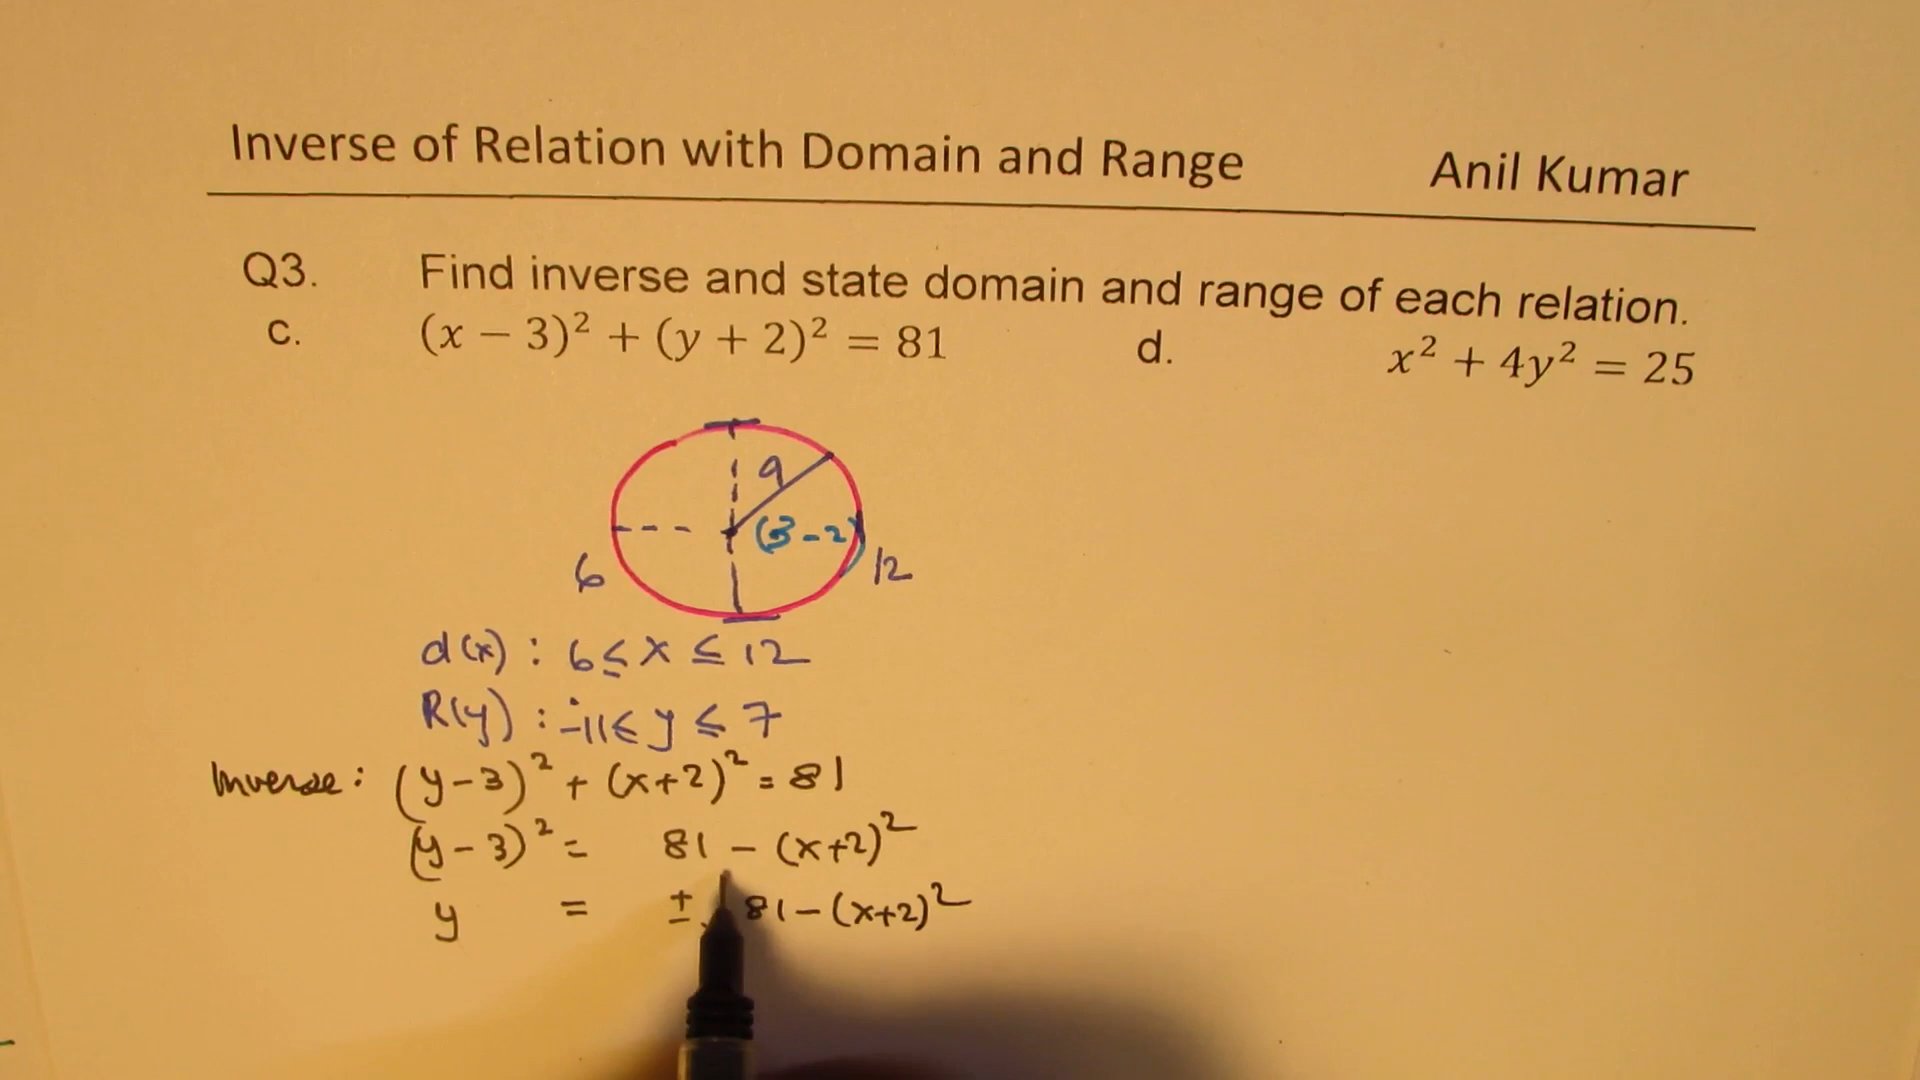 Inverse of Relation with Domain and Range Anil Kumar
Q3. Find inverse and state domain and range of each relation.
c. (x − 3)² + (y + 2)² = 81 d. x² + 4y² = 25
9
(3 - 2)
6 12
d(x) : 6 ≤ x ≤ 12
R(y) : -11 ≤ y ≤ 7
Inverse : (y-3)² + (x+2)² = 81
(y-3)² = 81 - (x+2)²
y = ± 81 - (x+2)²